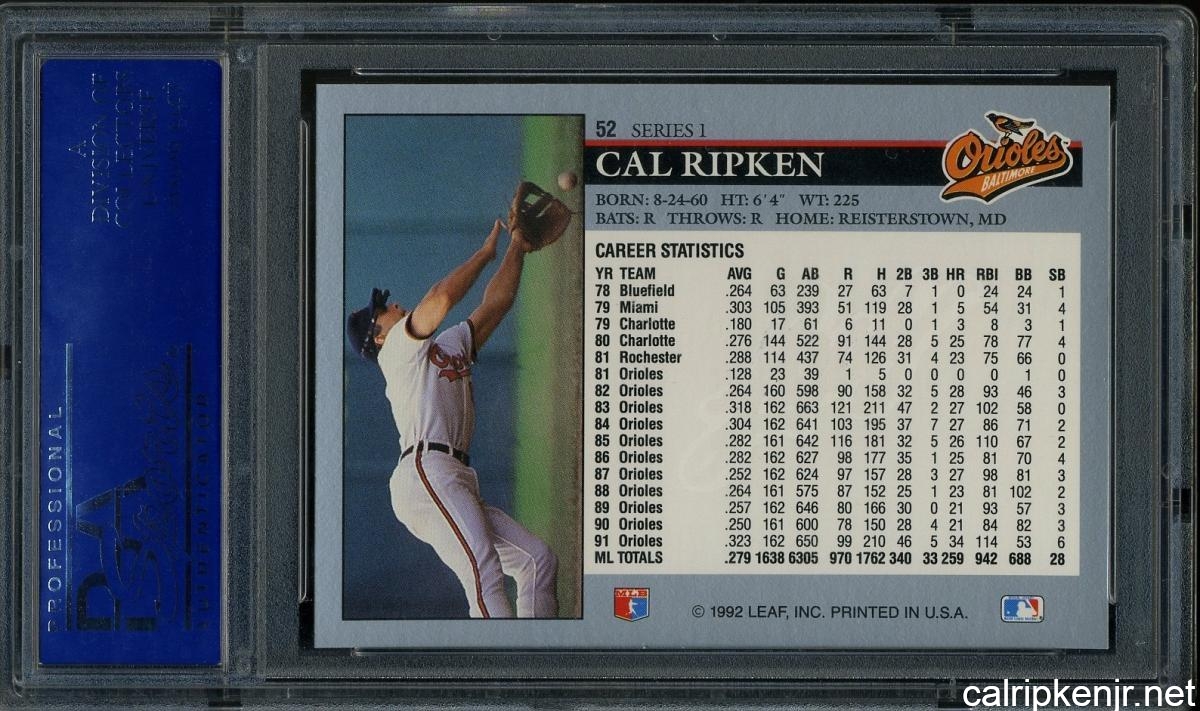 A
DIVISION OF
COLLECTORS
UNIVERSE
PROFESSIONAL
PSA
AUTHENTICATOR
52 SERIES 1
CAL RIPKEN
Orioles
BALTIMORE
BORN: 8-24-60 HT: 6'4" WT: 225
BATS: R THROWS: R HOME: REISTERSTOWN, MD
CAREER STATISTICS
YR TEAM AVG G AB R H 2B 3B HR RBI BB SB
78 Bluefield .264 63 239 27 63 7 1 0 24 24 1
79 Miami .303 105 393 51 119 28 1 5 54 31 4
79 Charlotte .180 17 61 6 11 0 1 3 8 3 1
80 Charlotte .276 144 522 91 144 28 5 25 78 77 4
81 Rochester .288 114 437 74 126 31 4 23 75 66 0
81 Orioles .128 23 39 1 5 0 0 0 0 1 0
82 Orioles .264 160 598 90 158 32 5 28 93 46 3
83 Orioles .318 162 663 121 211 47 2 27 102 58 0
84 Orioles .304 162 641 103 195 37 7 27 86 71 2
85 Orioles .282 161 642 116 181 32 5 26 110 67 2
86 Orioles .282 162 627 98 177 35 1 25 81 70 4
87 Orioles .252 162 624 97 157 28 3 27 98 81 3
88 Orioles .264 161 575 87 152 25 1 23 81 102 2
89 Orioles .257 162 646 80 166 30 0 21 93 57 3
90 Orioles .250 161 600 78 150 28 4 21 84 82 3
91 Orioles .323 162 650 99 210 46 5 34 114 53 6
ML TOTALS .279 1638 6305 970 1762 340 33 259 942 688 28
MLB
© 1992 LEAF, INC. PRINTED IN U.S.A.
calripkenjr.net